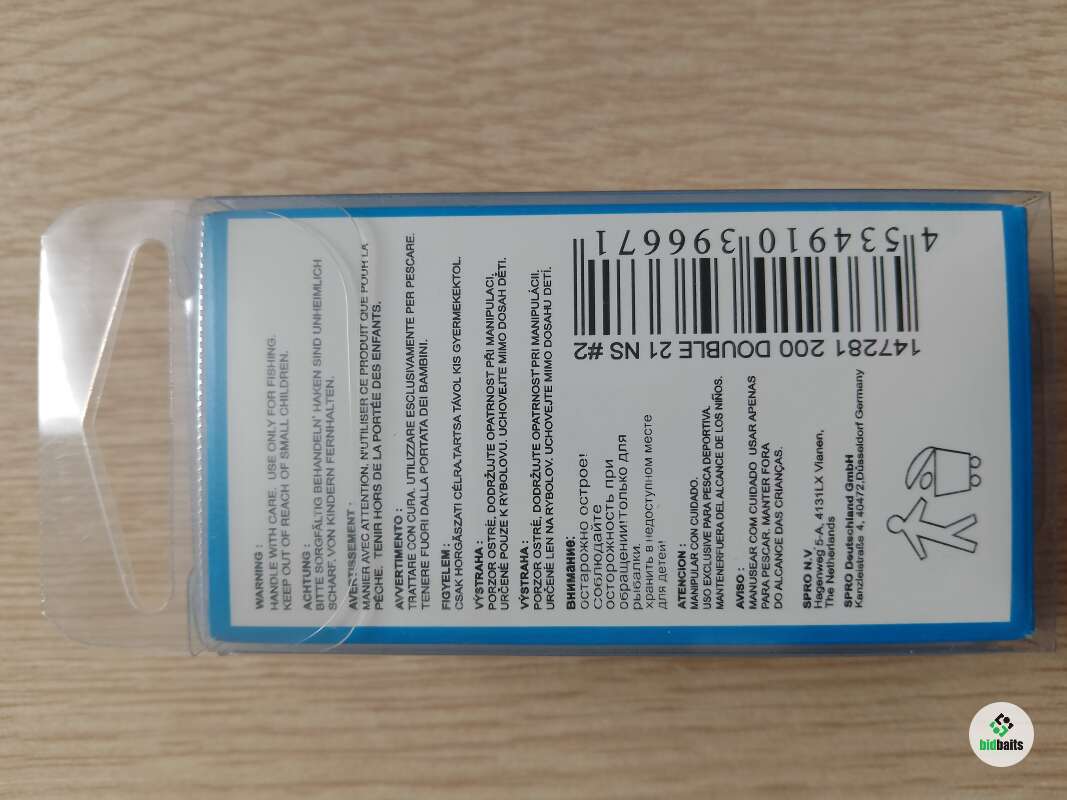 WARNING :
HANDLE WITH CARE. USE ONLY FOR FISHING.
KEEP OUT OF REACH OF SMALL CHILDREN.
ACHTUNG :
BITTE SORGFÄLTIG BEHANDELN' HAKEN SIND UNHEIMLICH
SCHARF. VON KINDERN FERNHALTEN.
AVERTISSEMENT :
MANIER AVEC ATTENTION. N'UTILISER CE PRODUIT QUE POUR LA
PÊCHE. TENIR HORS DE LA PORTÉE DES ENFANTS.
AVVERTIMENTO :
TRATTARE CON CURA. UTILIZZARE ESCLUSIVAMENTE PER PESCARE.
TENERE FUORI DALLA PORTATA DEI BAMBINI.
FIGYELEM :
CSAK HORGÁSZATI CÉLRA.TARTSA TÁVOL KIS GYERMEKEKTOL.
VÝSTRAHA :
PORZOR OSTRÉ, DODRŽUJTE OPATRNOST PŘI MANIPULACI,
URČENÉ POUZE K RYBOLOVU. UCHOVEJTE MIMO DOSAH DĚTI.
VÝSTRAHA :
POZOR OSTRÉ, DODRŽUJTE OPATRNOSŤ PRI MANIPULÁCII,
URČENÉ LEN NA RYBOLOV. UCHOVEJTE MIMO DOSAHU DETÍ.
Внимание:
остарожно острое!
Соблюдайте
осторожность при
обращении!Только для
рыбалки.
хранить в недоступном месте
для детей!
ATENCION :
MANIPULAR CON CUIDADO.
USO EXCLUSIVE PARA PESCA DEPORTIVA.
MANTENERFUERA DEL ALCANCE DE LOS NIÑOS.
AVISO :
MANUSEAR COM CUIDADO USAR APENAS
PARA PESCAR. MANTER FORA
DO ALCANCE DAS CRIANÇAS.
SPRO N.V
Hagenweg 5-A, 4131LX Vianen,
The Netherlands
SPRO Deutschland GmbH
Kanzleistraße 4, 40472,Düsseldorf Germany
147281 200 DOUBLE 21 NS #2
4 534910 396671
bidbaits